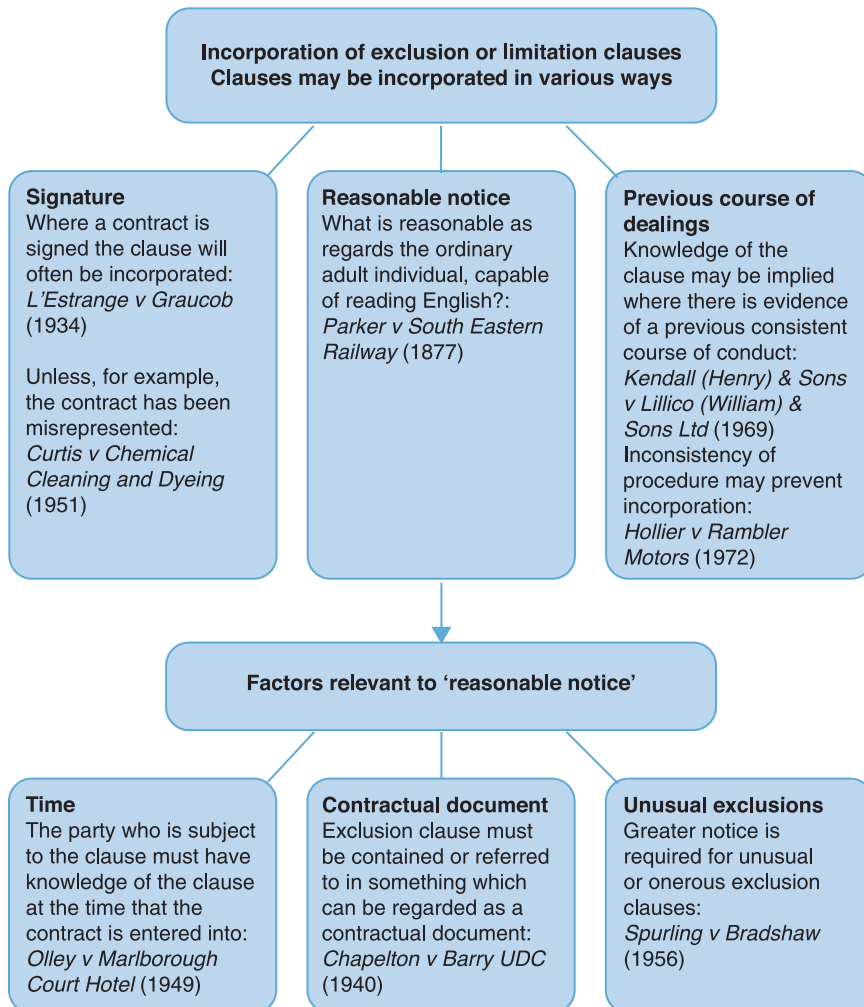 Incorporation of exclusion or limitation clauses
Clauses may be incorporated in various ways
Signature
Where a contract is
signed the clause will
often be incorporated:
L'Estrange v Graucob
(1934)
Unless, for example,
the contract has been
misrepresented:
Curtis v Chemical
Cleaning and Dyeing
(1951)
Reasonable notice
What is reasonable as
regards the ordinary
adult individual, capable
of reading English?:
Parker v South Eastern
Railway (1877)
Previous course of
dealings
Knowledge of the
clause may be implied
where there is evidence
of a previous consistent
course of conduct:
Kendall (Henry) & Sons
v Lillico (William) &
Sons Ltd (1969)
Inconsistency of
procedure may prevent
incorporation:
Hollier v Rambler
Motors (1972)
Factors relevant to 'reasonable notice'
Time
The party who is subject
to the clause must have
knowledge of the clause
at the time that the
contract is entered into:
Olley v Marlborough
Court Hotel (1949)
Contractual document
Exclusion clause must
be contained or referred
to in something which
can be regarded as a
contractual document:
Chapelton v Barry UDC
(1940)
Unusual exclusions
Greater notice is
required for unusual
or onerous exclusion
clauses:
Spurling v Bradshaw
(1956)